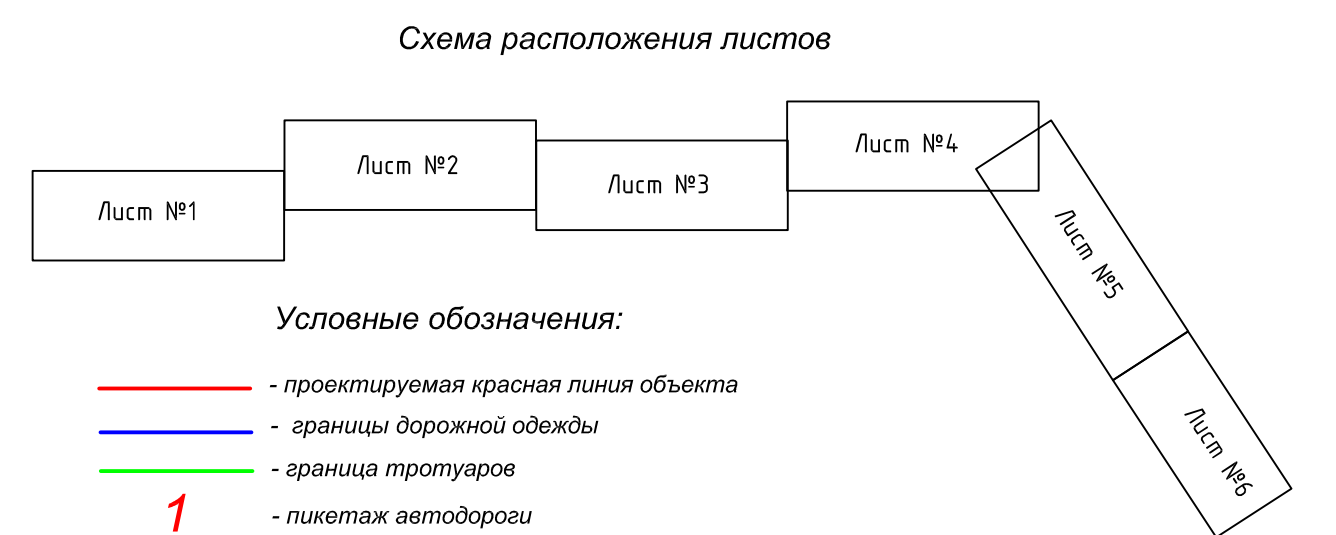 Схема расположения листов
Лист №1
Лист №2
Лист №3
Лист №4
Лист №5
Лист №6
Условные обозначения:
- проектируемая красная линия объекта
- границы дорожной одежды
- граница тротуаров
1 - пикетаж автодороги